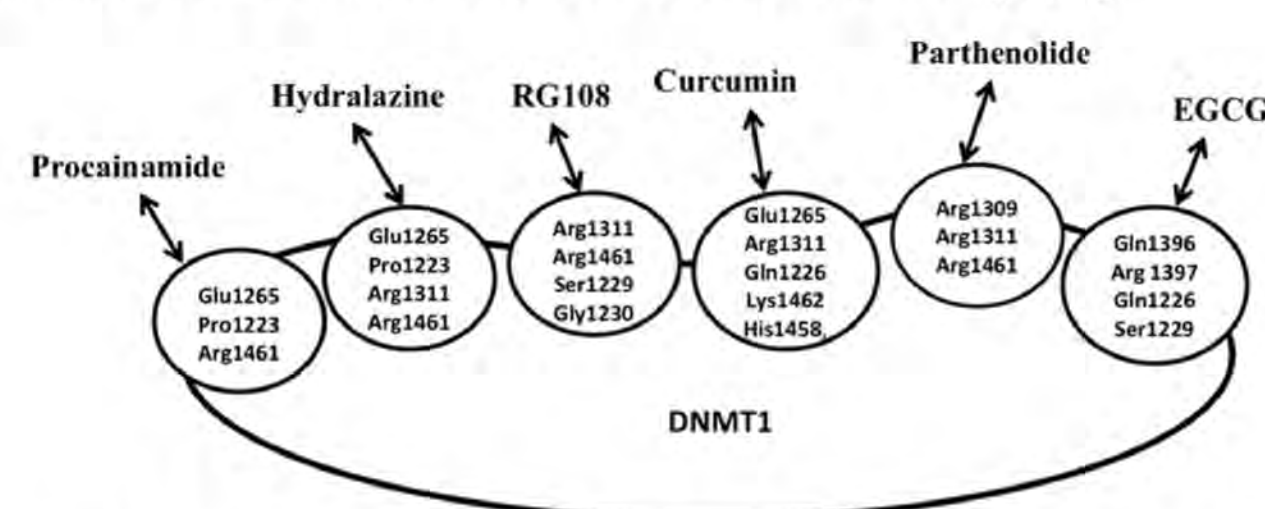 Procainamide
Hydralazine
RG108
Curcumin
Parthenolide
EGCG
Glu1265
Pro1223
Arg1461
Glu1265
Pro1223
Arg1311
Arg1461
Arg1311
Arg1461
Ser1229
Gly1230
Glu1265
Arg1311
Gln1226
Lys1462
His1458
Arg1309
Arg1311
Arg1461
Gln1396
Arg 1397
Gln1226
Ser1229
DNMT1